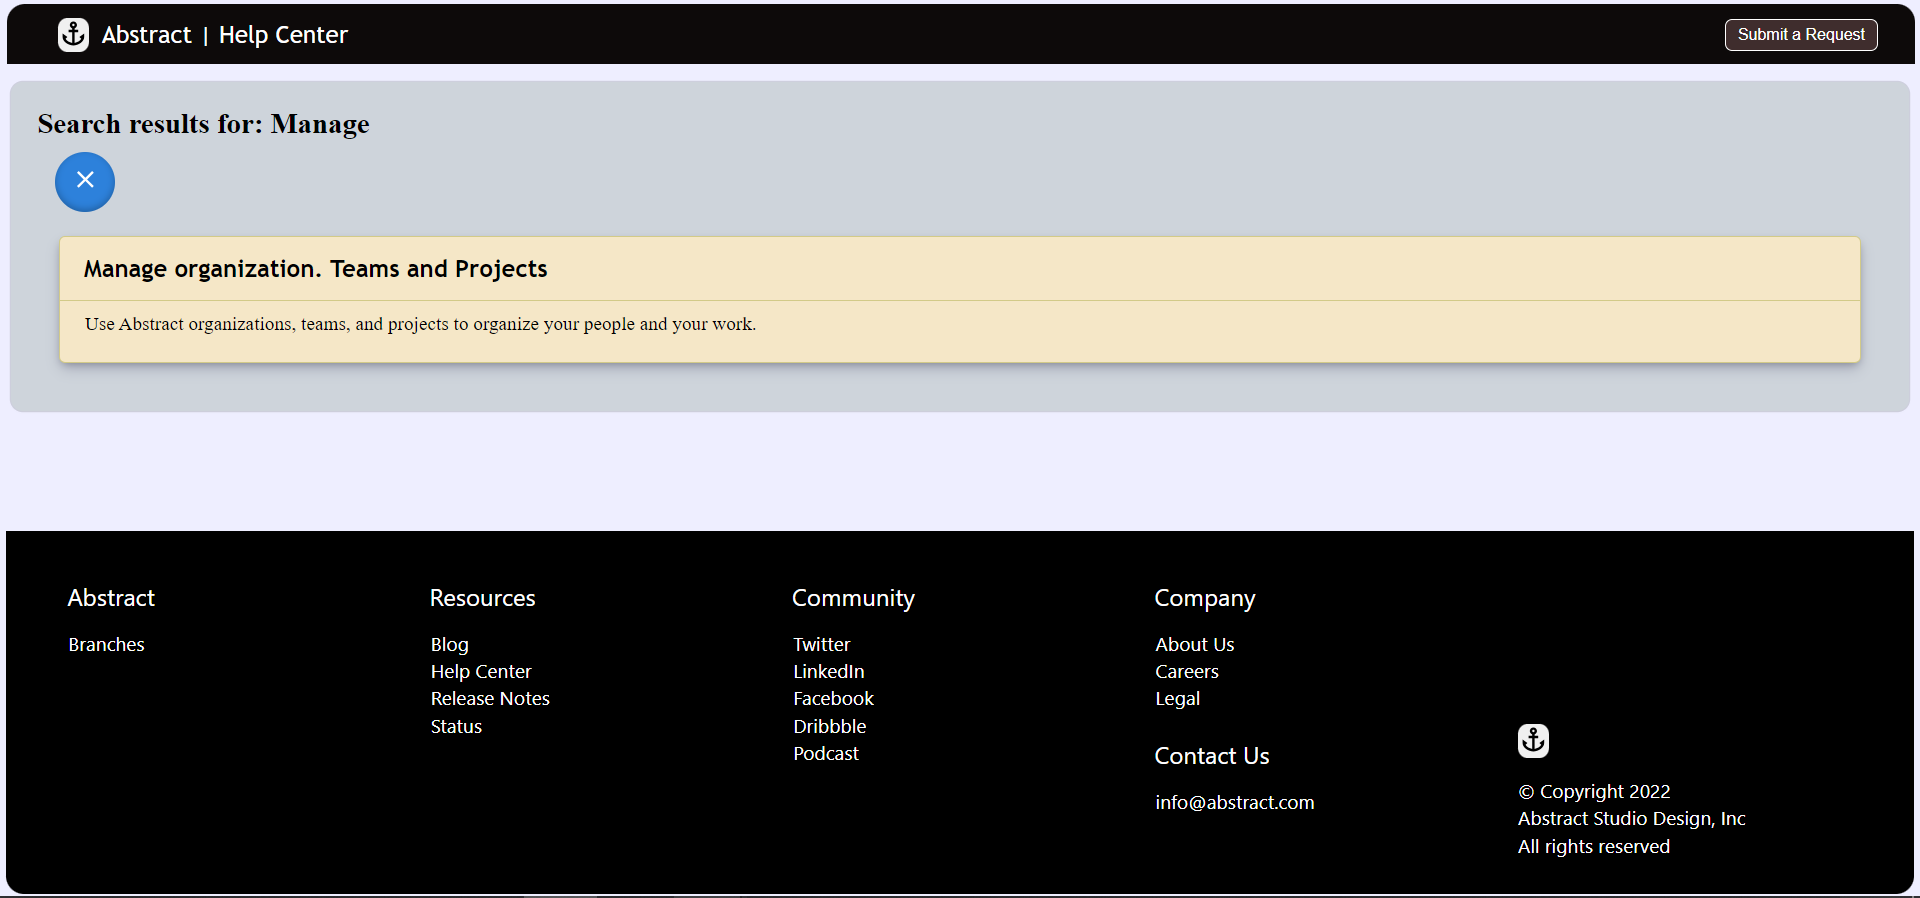 Abstract | Help Center
Submit a Request
Search results for: Manage
Manage organization. Teams and Projects
Use Abstract organizations, teams, and projects to organize your people and your work.
Abstract
Branches
Resources
Blog
Help Center
Release Notes
Status
Community
Twitter
LinkedIn
Facebook
Dribbble
Podcast
Company
About Us
Careers
Legal
Contact Us
info@abstract.com
© Copyright 2022
Abstract Studio Design, Inc
All rights reserved